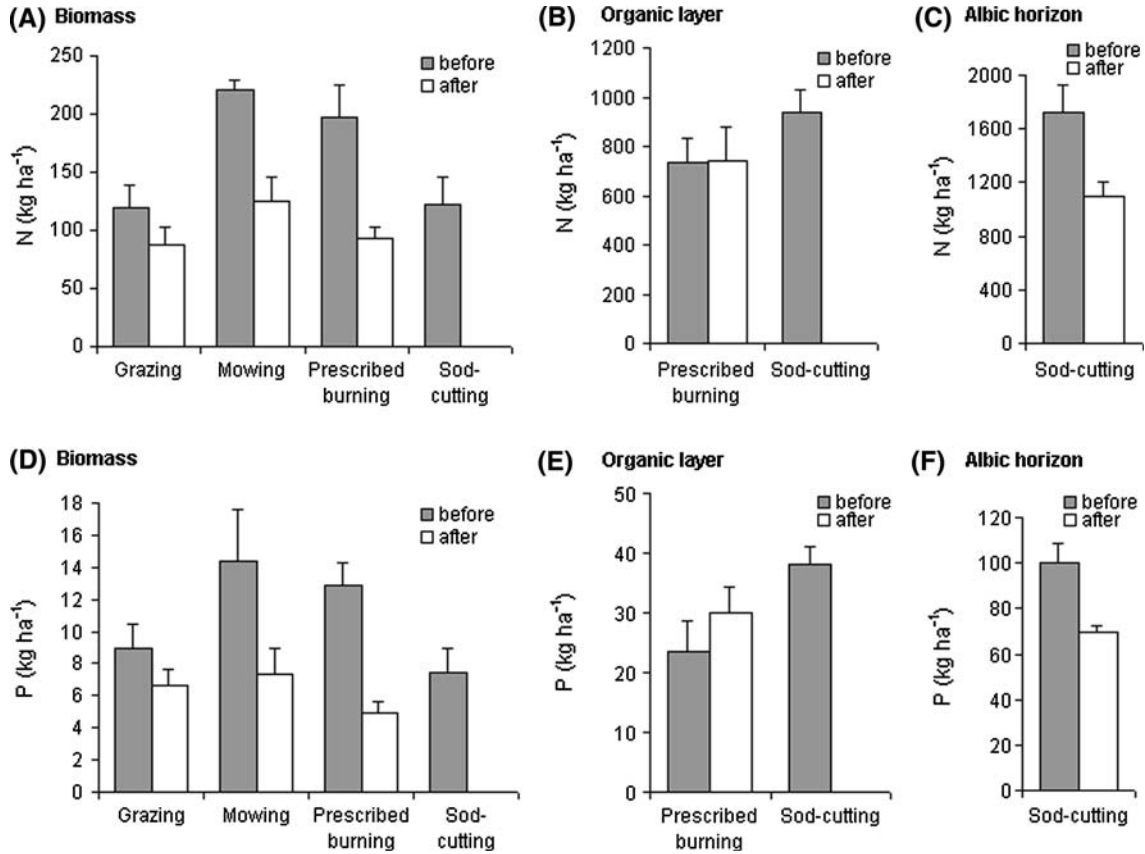 (A) Biomass
250
200
150
100
50
0
N (kg ha⁻¹)
before
after
Grazing
Mowing
Prescribed
burning
Sod-
cutting
(B) Organic layer
1200
1000
800
600
400
200
0
N (kg ha⁻¹)
before
after
Prescribed
burning
Sod-cutting
(C) Albic horizon
2000
1600
1200
800
400
0
N (kg ha⁻¹)
before
after
Sod-cutting
(D) Biomass
18
16
14
12
10
8
6
4
2
0
P (kg ha⁻¹)
before
after
Grazing
Mowing
Prescribed
burning
Sod-
cutting
(E) Organic layer
50
40
30
20
10
0
P (kg ha⁻¹)
before
after
Prescribed
burning
Sod-cutting
(F) Albic horizon
120
100
80
60
40
20
0
P (kg ha⁻¹)
before
after
Sod-cutting